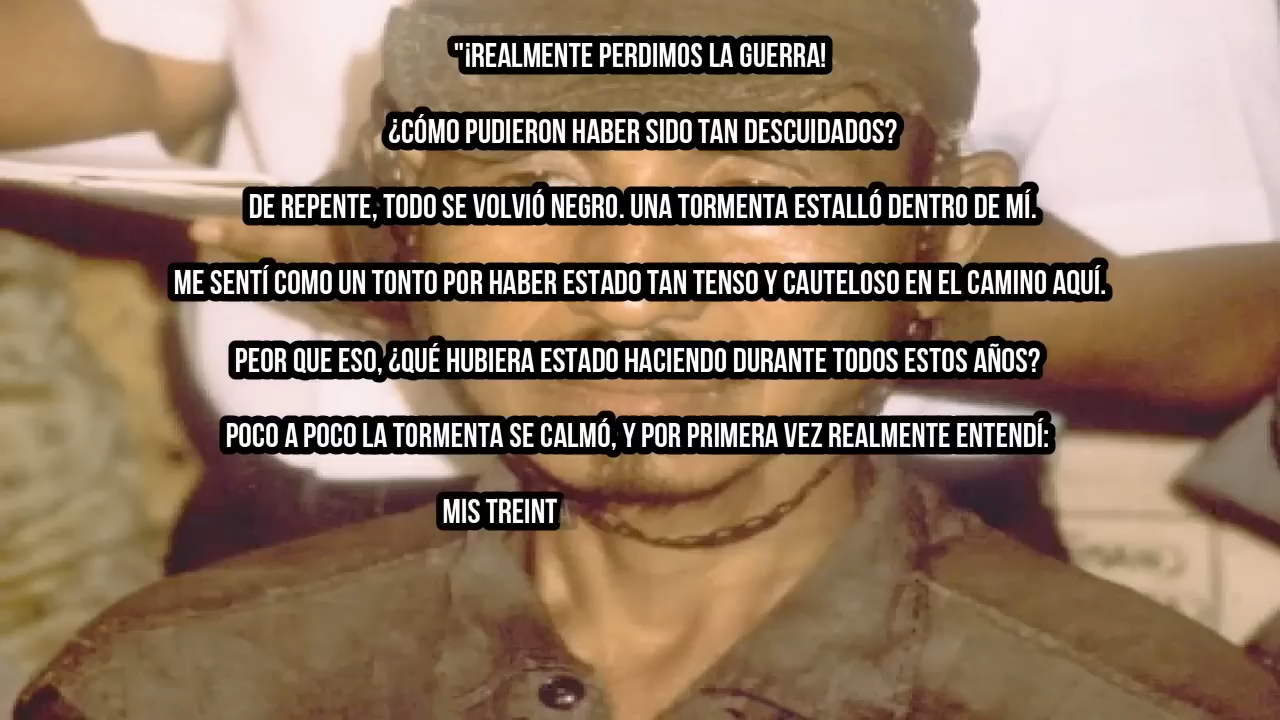 "¡REALMENTE PERDIMOS LA GUERRA!
¿CÓMO PUDIERON HABER SIDO TAN DESCUIDADOS?
DE REPENTE, TODO SE VOLVIÓ NEGRO. UNA TORMENTA ESTALLÓ DENTRO DE MÍ.
ME SENTÍ COMO UN TONTO POR HABER ESTADO TAN TENSO Y CAUTELOSO EN EL CAMINO AQUÍ.
PEOR QUE ESO, ¿QUÉ HUBIERA ESTADO HACIENDO DURANTE TODOS ESTOS AÑOS?
POCO A POCO LA TORMENTA SE CALMÓ, Y POR PRIMERA VEZ REALMENTE ENTENDÍ:
MIS TREINT